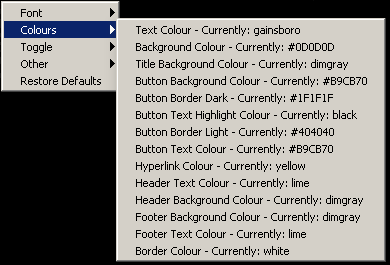 Font
Colours
Toggle
Other
Restore Defaults
Text Colour - Currently: gainsboro
Background Colour - Currently: #0D0D0D
Title Background Colour - Currently: dimgray
Button Background Colour - Currently: #B9CB70
Button Border Dark - Currently: #1F1F1F
Button Text Highlight Colour - Currently: black
Button Border Light - Currently: #404040
Button Text Colour - Currently: #B9CB70
Hyperlink Colour - Currently: yellow
Header Text Colour - Currently: lime
Header Background Colour - Currently: dimgray
Footer Background Colour - Currently: dimgray
Footer Text Colour - Currently: lime
Border Colour - Currently: white